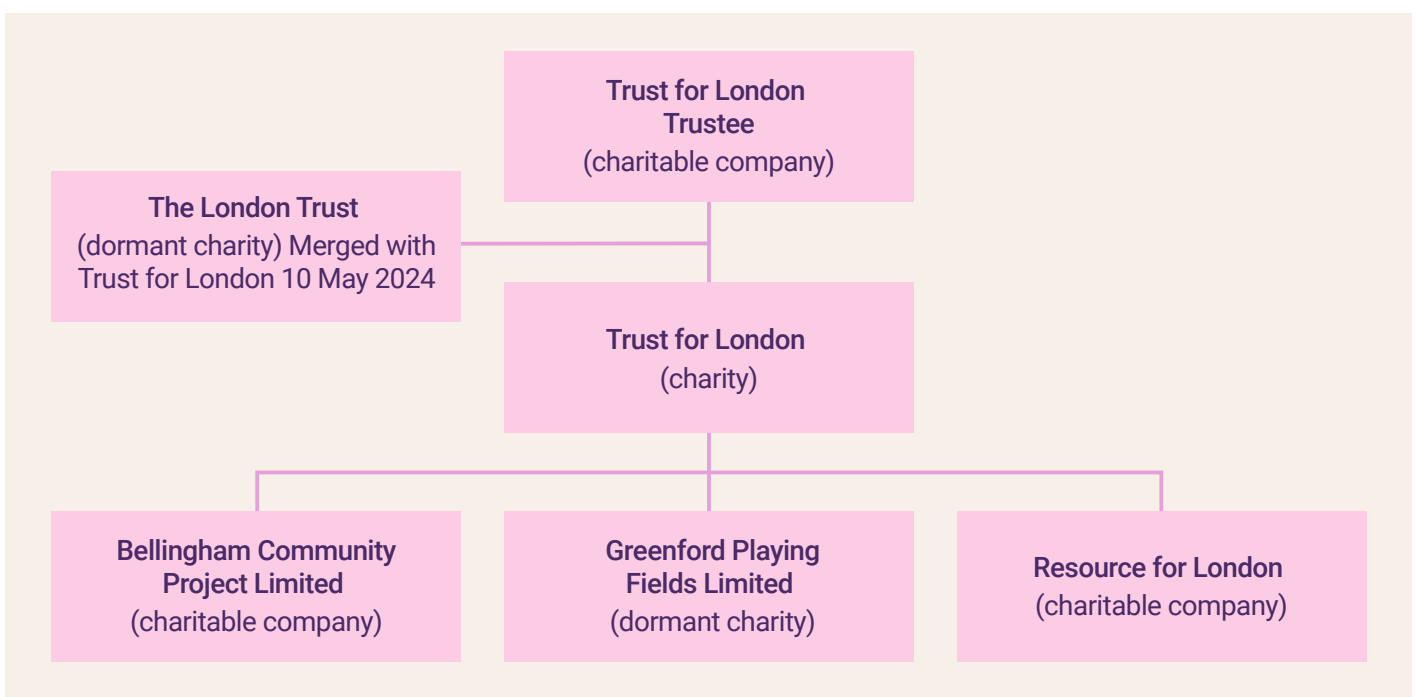 Trust for London
Trustee
(charitable company)
The London Trust
(dormant charity) Merged with
Trust for London 10 May 2024
Trust for London
(charity)
Bellingham Community
Project Limited
(charitable company)
Greenford Playing
Fields Limited
(dormant charity)
Resource for London
(charitable company)